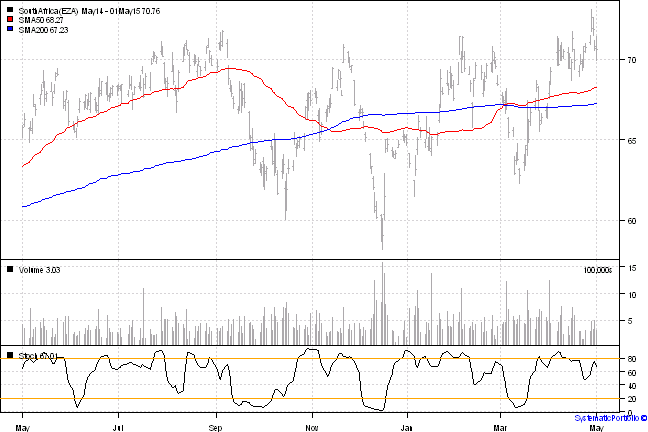 SouthAfrica(EZA) May14 - 01May15 70.76
SMA50 68.27
SMA200 67.23
70
65
60
Volume 3.03
100,000s
15
10
5
80
60
40
20
0
May
Jul
Sep
Nov
Jan
Mar
May
SystematicPortfolio ©